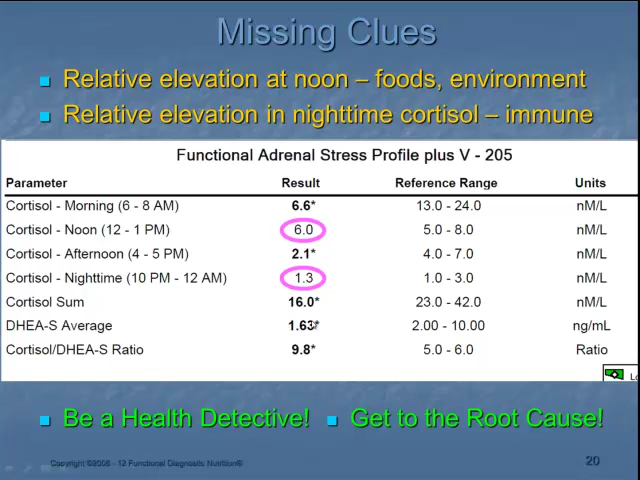 Missing Clues
Relative elevation at noon – foods, environment
Relative elevation in nighttime cortisol – immune
Functional Adrenal Stress Profile plus V - 205
Parameter Result Reference Range Units
Cortisol - Morning (6 - 8 AM) 6.6* 13.0 - 24.0 nM/L
Cortisol - Noon (12 - 1 PM) 6.0 5.0 - 8.0 nM/L
Cortisol - Afternoon (4 - 5 PM) 2.1* 4.0 - 7.0 nM/L
Cortisol - Nighttime (10 PM - 12 AM) 1.3 1.0 - 3.0 nM/L
Cortisol Sum 16.0* 23.0 - 42.0 nM/L
DHEA-S Average 1.63* 2.00 - 10.00 ng/mL
Cortisol/DHEA-S Ratio 9.8* 5.0 - 6.0 Ratio
Be a Health Detective! Get to the Root Cause!
Copyright ©2008 - 12 Functional Diagnostic Nutrition® 20